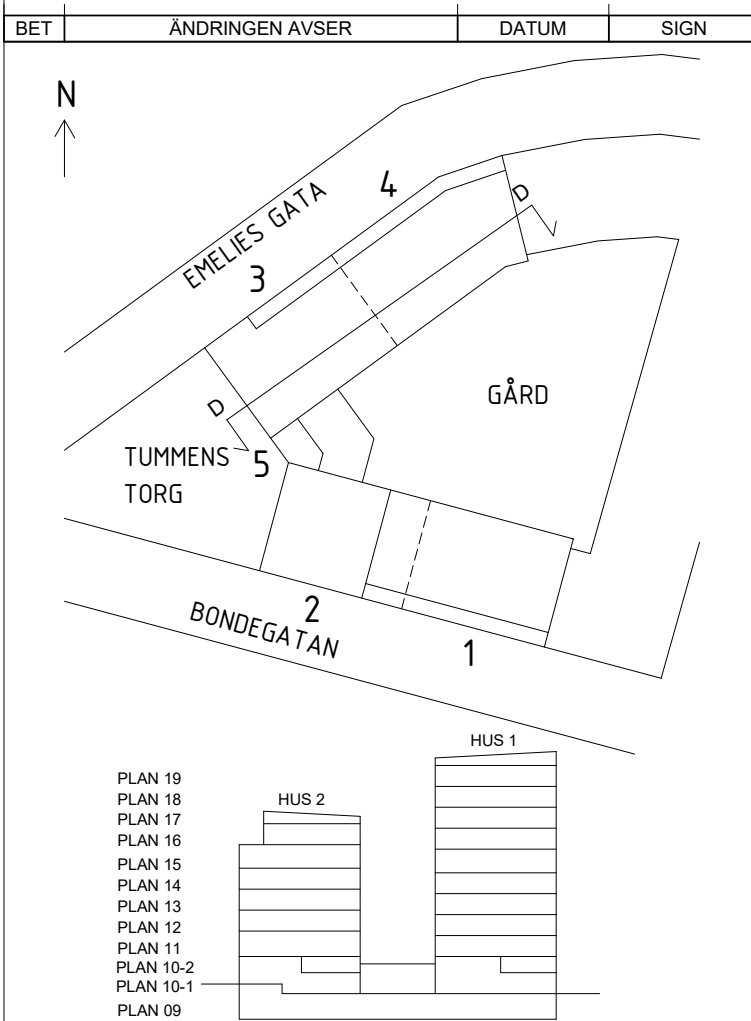 BET ÄNDRINGEN AVSER DATUM SIGN
N
4
D
EMELIES GATA
3
GÅRD
D
TUMMENS 5
TORG
2
BONDEGATAN
1
HUS 1
PLAN 19
PLAN 18 HUS 2
PLAN 17
PLAN 16
PLAN 15
PLAN 14
PLAN 13
PLAN 12
PLAN 11
PLAN 10-2
PLAN 10-1
PLAN 09